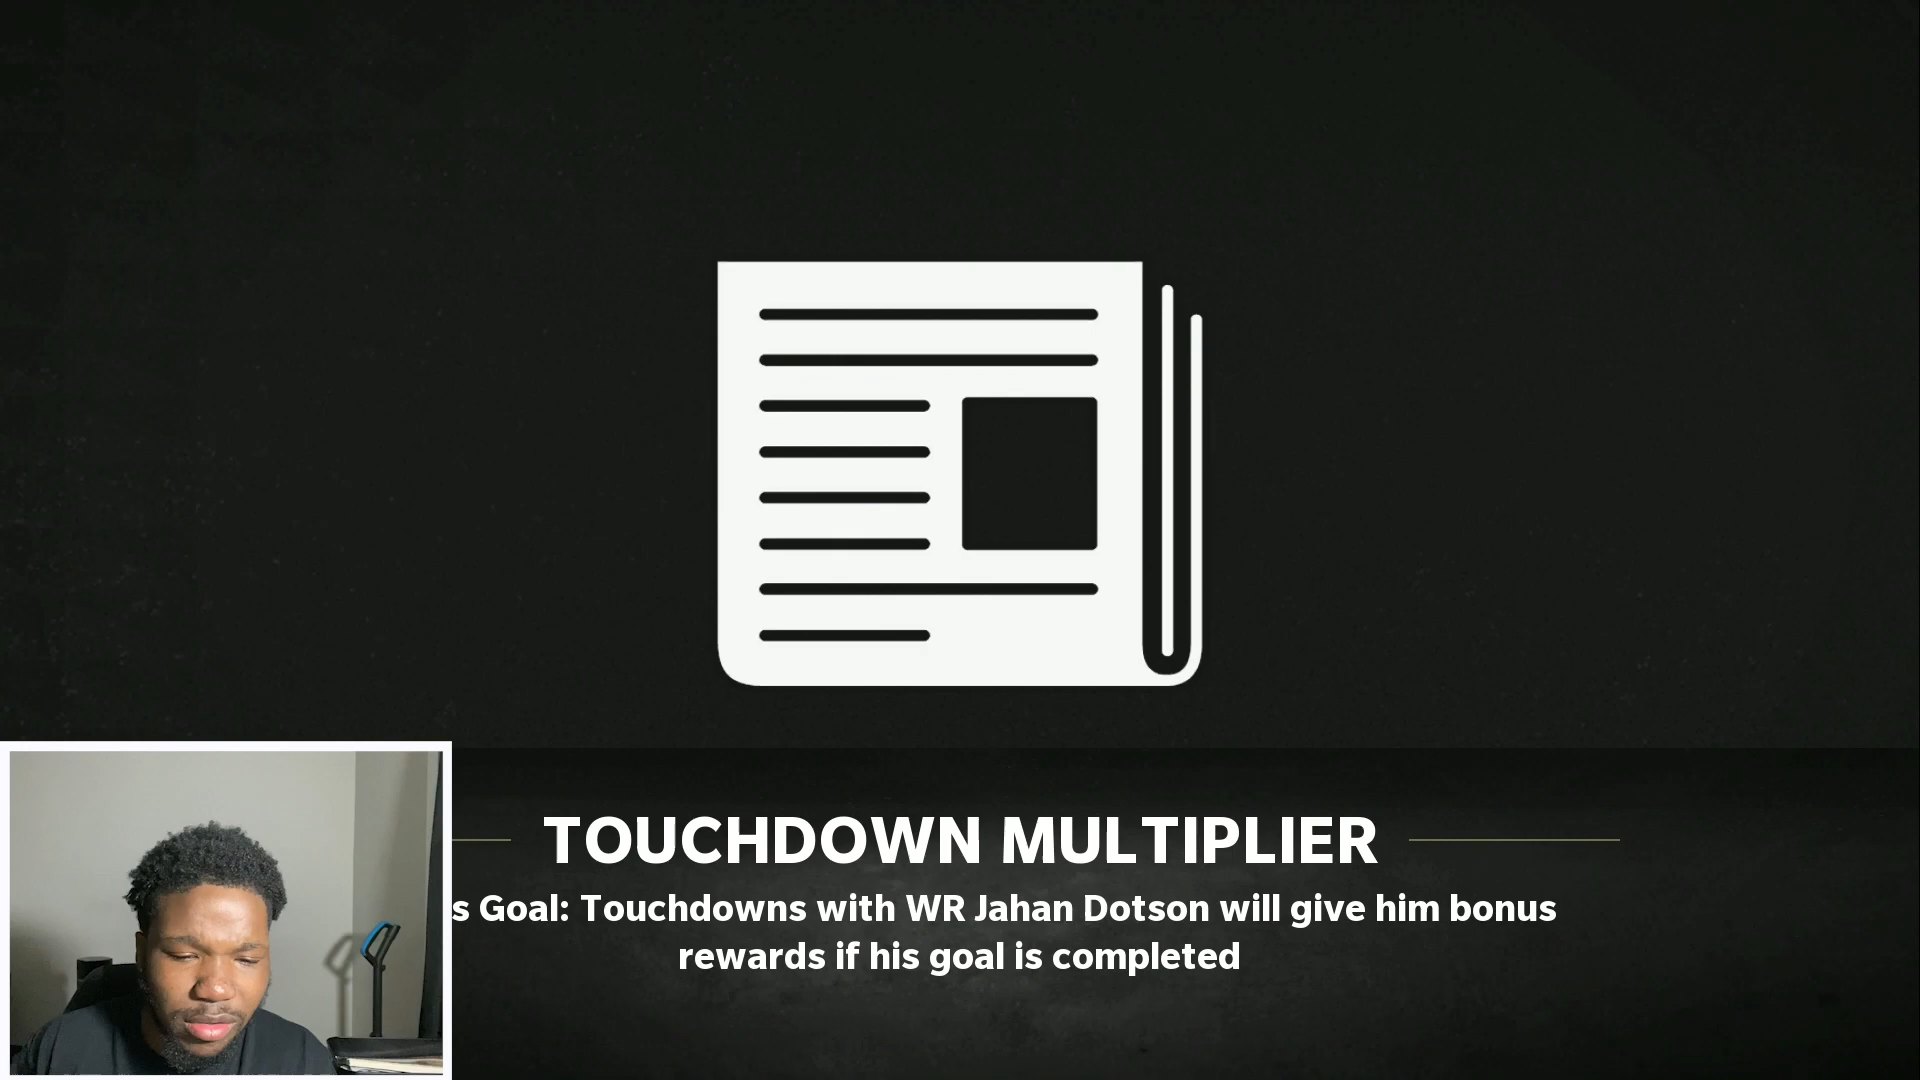 TOUCHDOWN MULTIPLIER
s Goal: Touchdowns with WR Jahan Dotson will give him bonus
rewards if his goal is completed